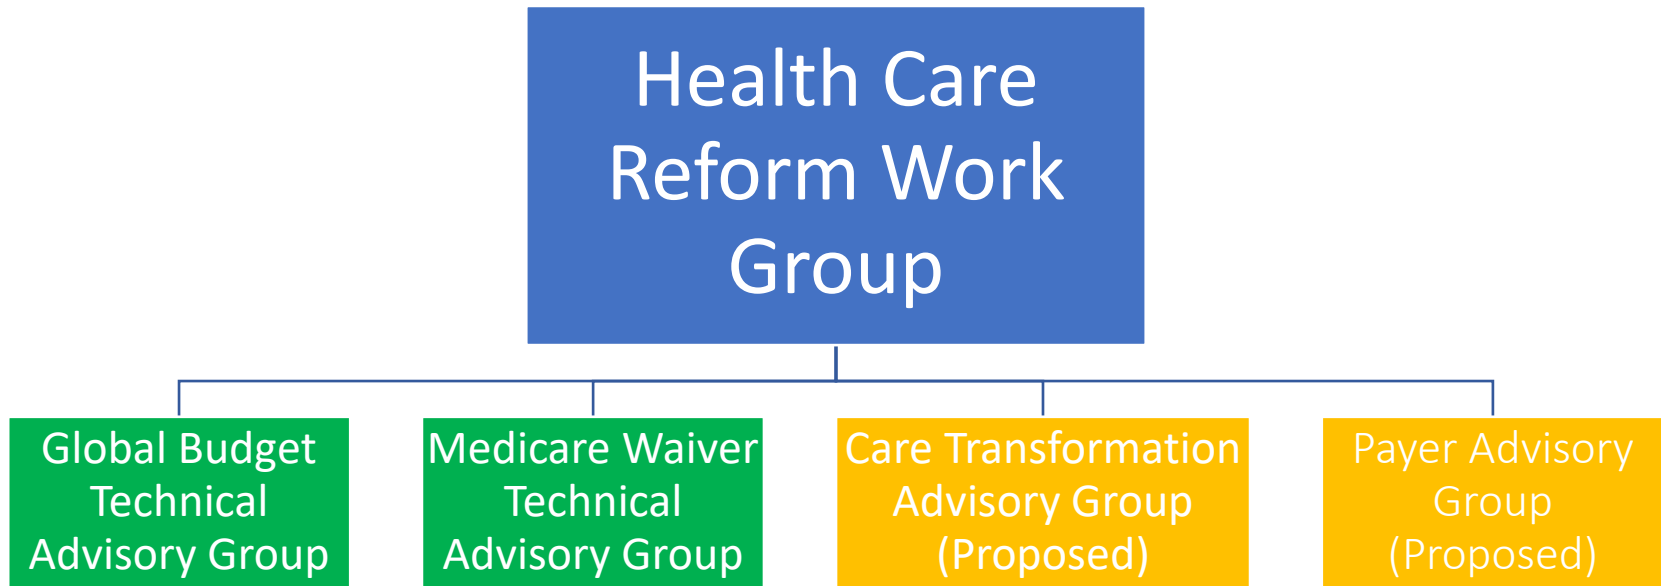 Health Care
Reform Work
Group
Global Budget
Technical
Advisory Group
Medicare Waiver
Technical
Advisory Group
Care Transformation
Advisory Group
(Proposed)
Payer Advisory
Group
(Proposed)